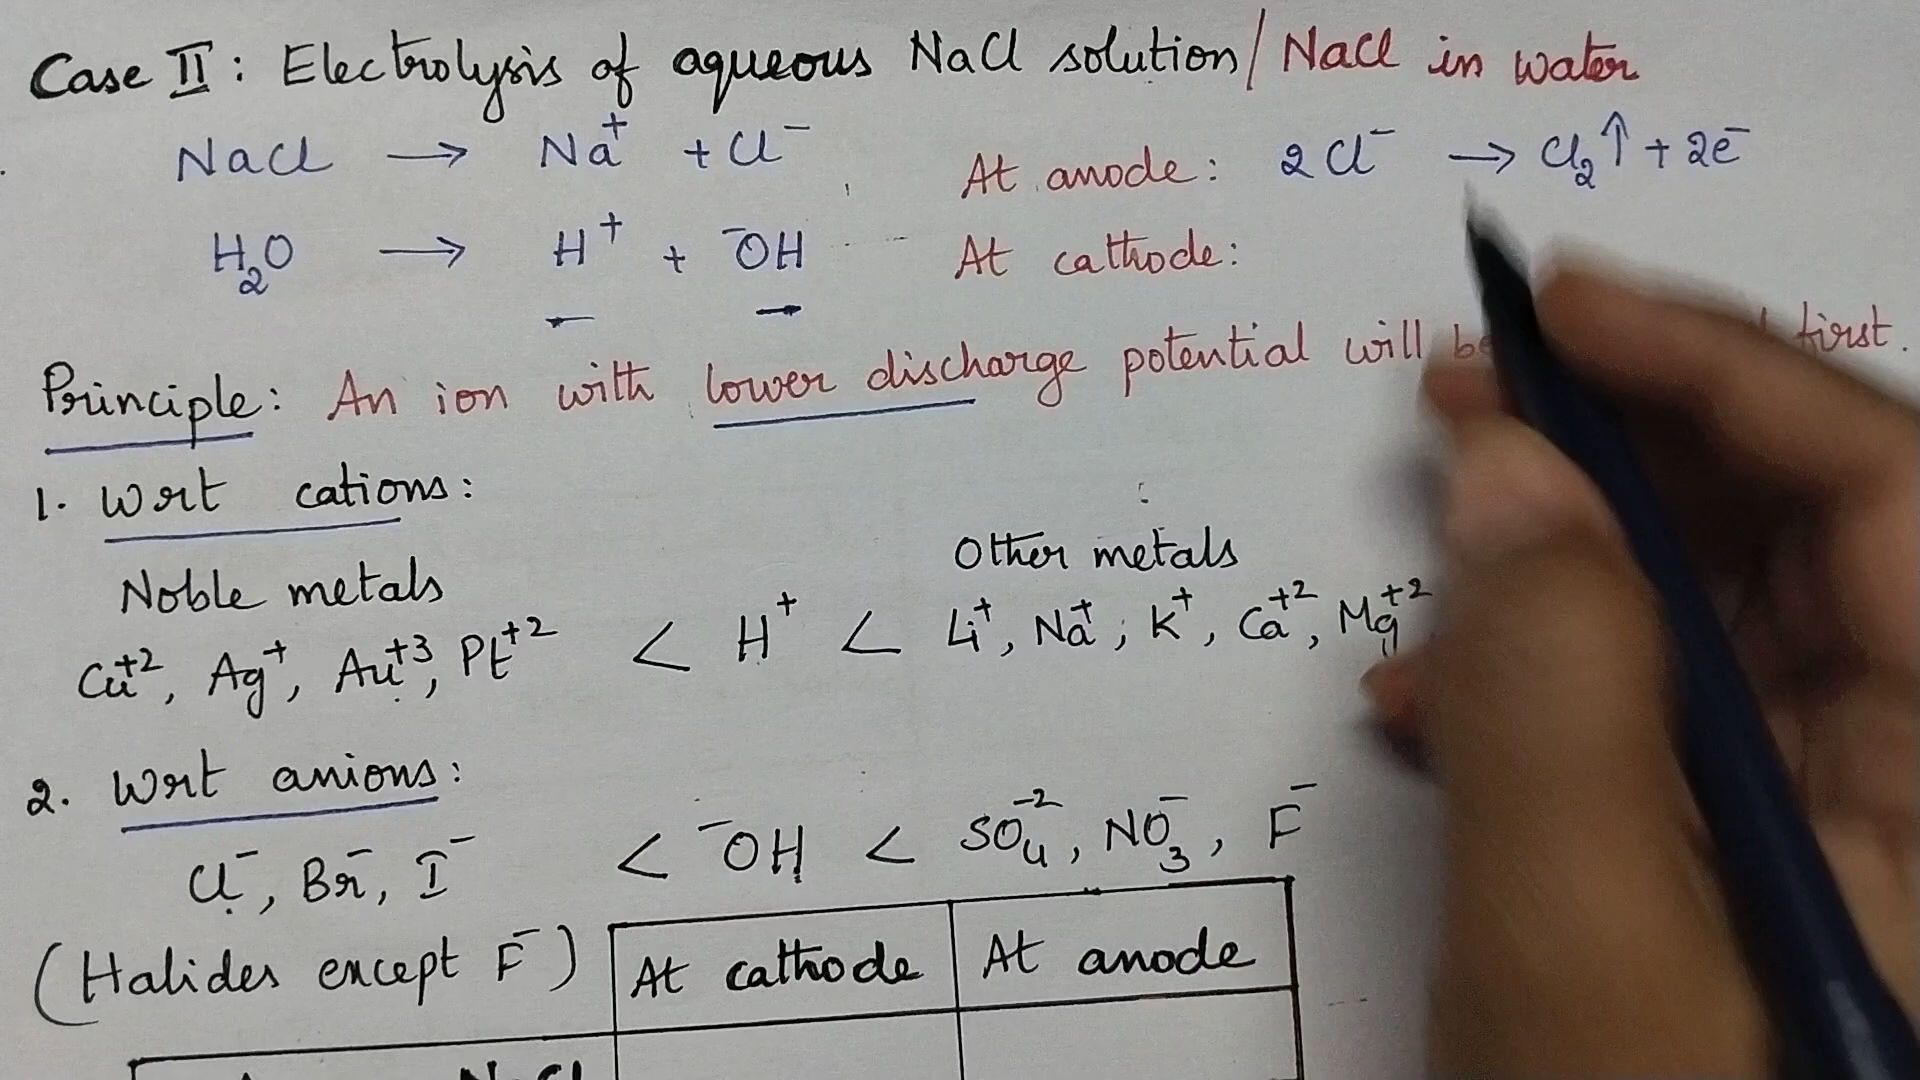 Case II: Electrolysis of aqueous NaCl solution/NaCl in water
NaCl → Na⁺ + Cl⁻
At anode: 2Cl⁻ → Cl₂↑ + 2e⁻
H₂O → H⁺ + ⁻OH
At cathode:
Principle: An ion with lower discharge potential will first.
1. Wrt cations:
Noble metals
Other metals
Cu⁺², Ag⁺, Au⁺³, Pt⁺² < H⁺ < Li⁺, Na⁺, K⁺, Ca⁺², Mg⁺²
2. Wrt anions:
Cl⁻, Br⁻, I⁻ < ⁻OH < SO₄⁻², NO₃⁻, F⁻
(Halides except F⁻)
At cathode At anode
NaCl